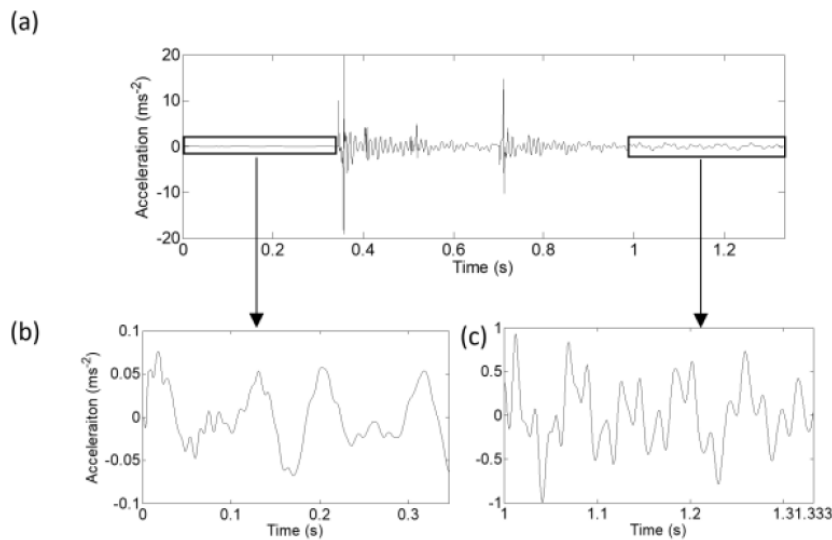 (a)
20
10
0
-10
-20
Acceleration (ms-2)
0 0.2 0.4 0.6 0.8 1 1.2
Time (s)
(b)
0.1
0.05
0
-0.05
-0.1
Acceleraiton (ms-2)
0 0.1 0.2 0.3
Time (s)
(c)
1
0.5
0
-0.5
-1
1 1.1 1.2 1.31.333
Time (s)